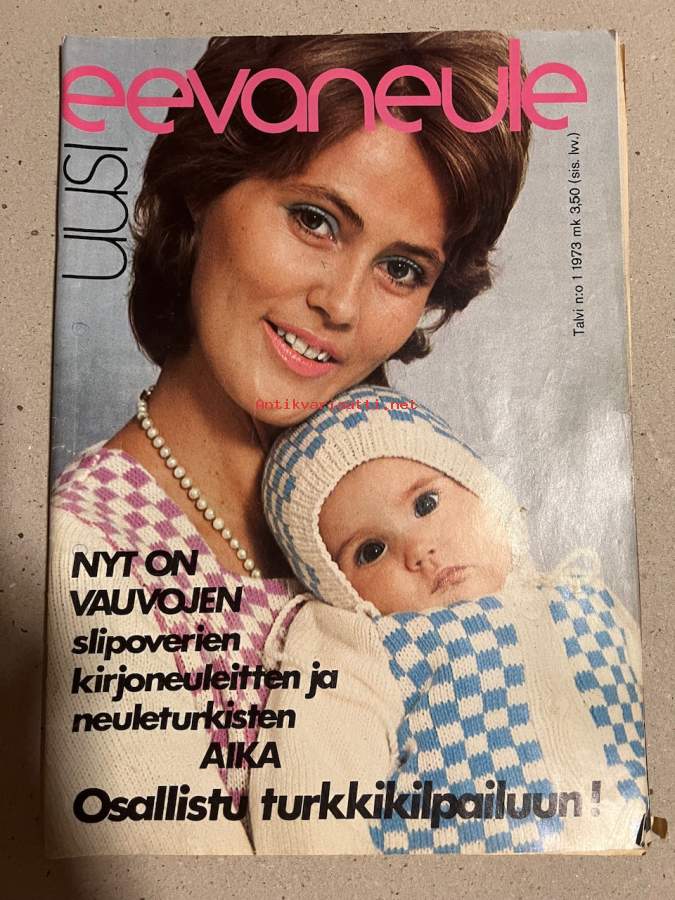 eevaneule
uusi
Talvi n:o 1 1973 mk 3,50 (sis. lvv.)
Antikvariaatti.net
NYT ON
VAUVOJEN
slipoverien
kirjoneuleitten ja
neuleturkisten
AIKA
Osallistu turkkikilpailuun!